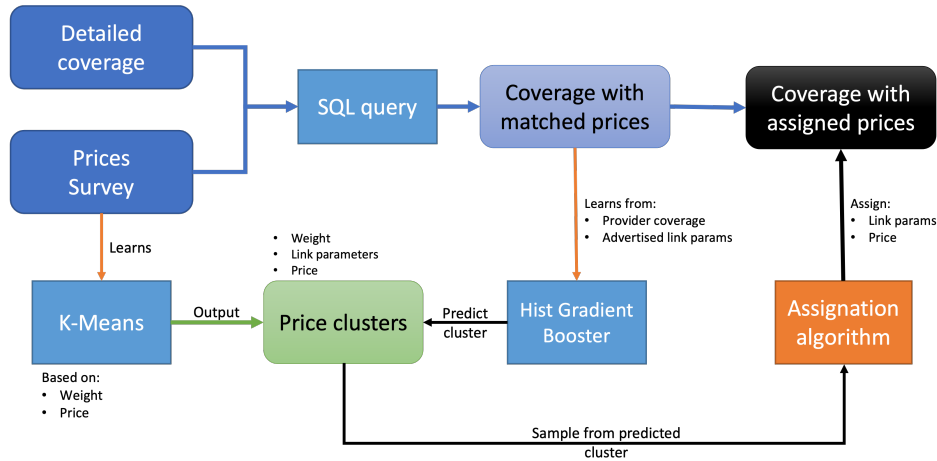 Detailed
coverage
SQL query
Coverage with
matched prices
Coverage with
assigned prices
Prices
Survey
Learns
Learns from:
• Provider coverage
• Advertised link params
Assign:
• Link params
• Price
• Weight
• Link parameters
• Price
K-Means
Output
Price clusters
Predict
cluster
Hist Gradient
Booster
Assignation
algorithm
Based on:
• Weight
• Price
Sample from predicted
cluster